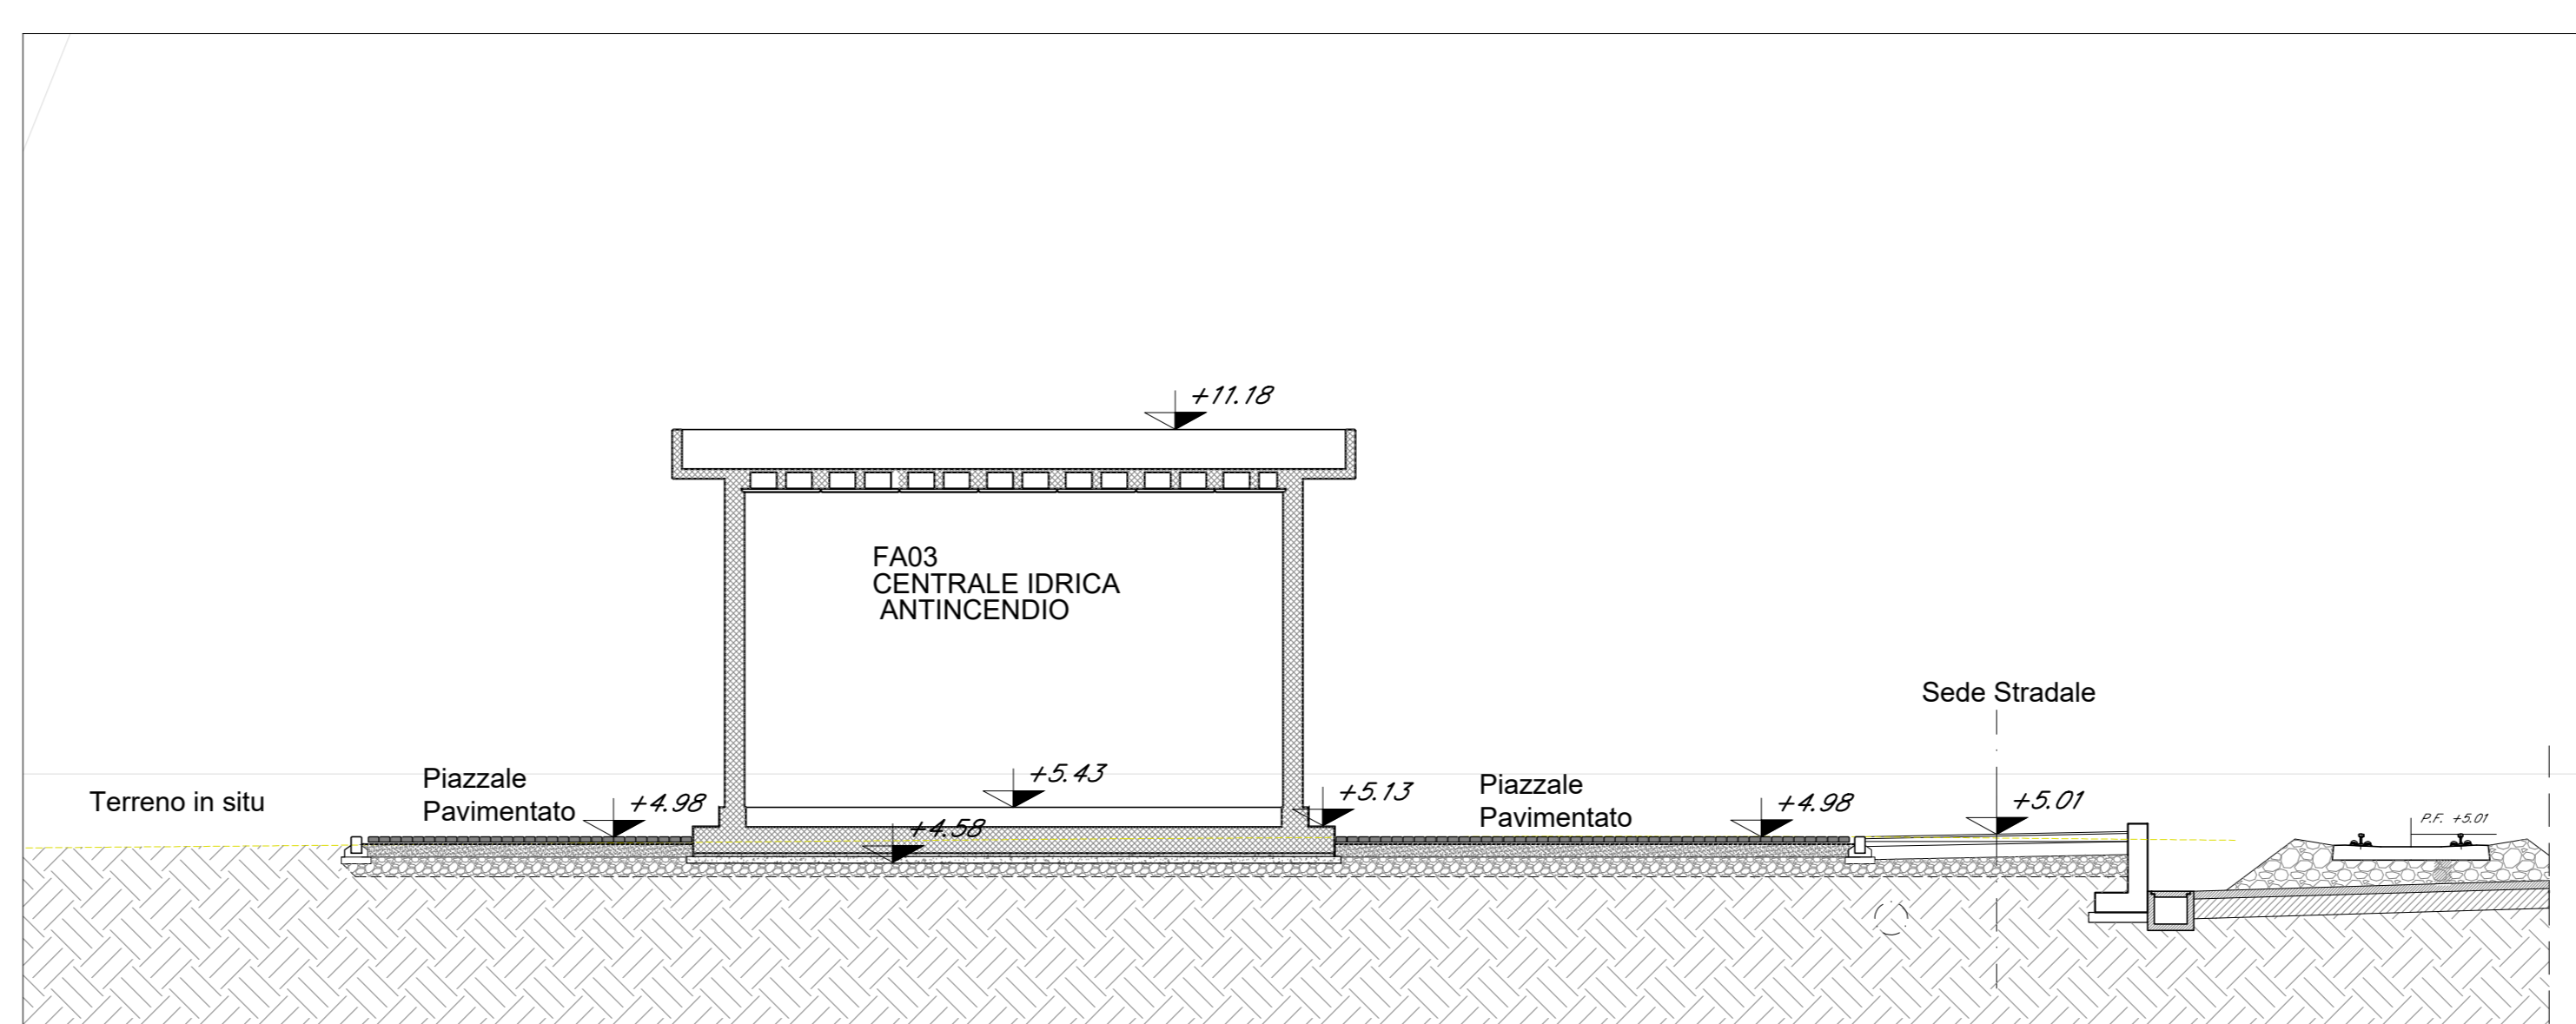 +11.18
FA03
CENTRALE IDRICA
ANTINCENDIO
Sede Stradale
Terreno in situ
Piazzale
Pavimentato
+4.98
+5.43
+4.58
+5.13
Piazzale
Pavimentato
+4.98
+5.01
P.F. +5.01